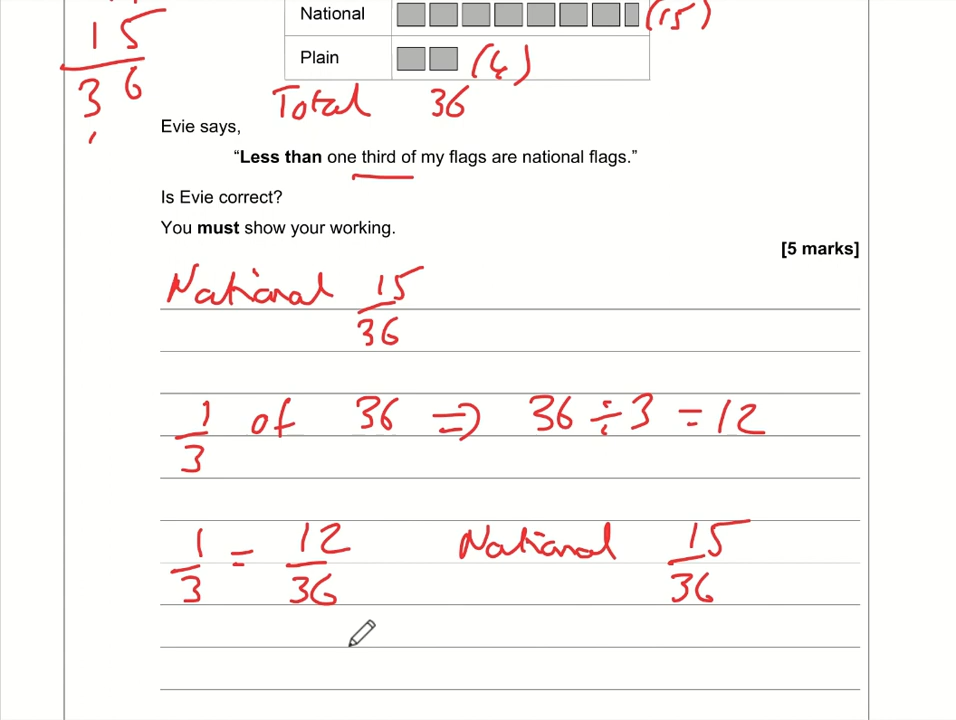 National (15)
15
Plain (4)
36
Total 36
Evie says,
“Less than one third of my flags are national flags.”
Is Evie correct?
You must show your working.
[5 marks]
National 15
36
1 of 36 ⇒ 36 ÷ 3 = 12
3
1 = 12 National 15
3 36 36